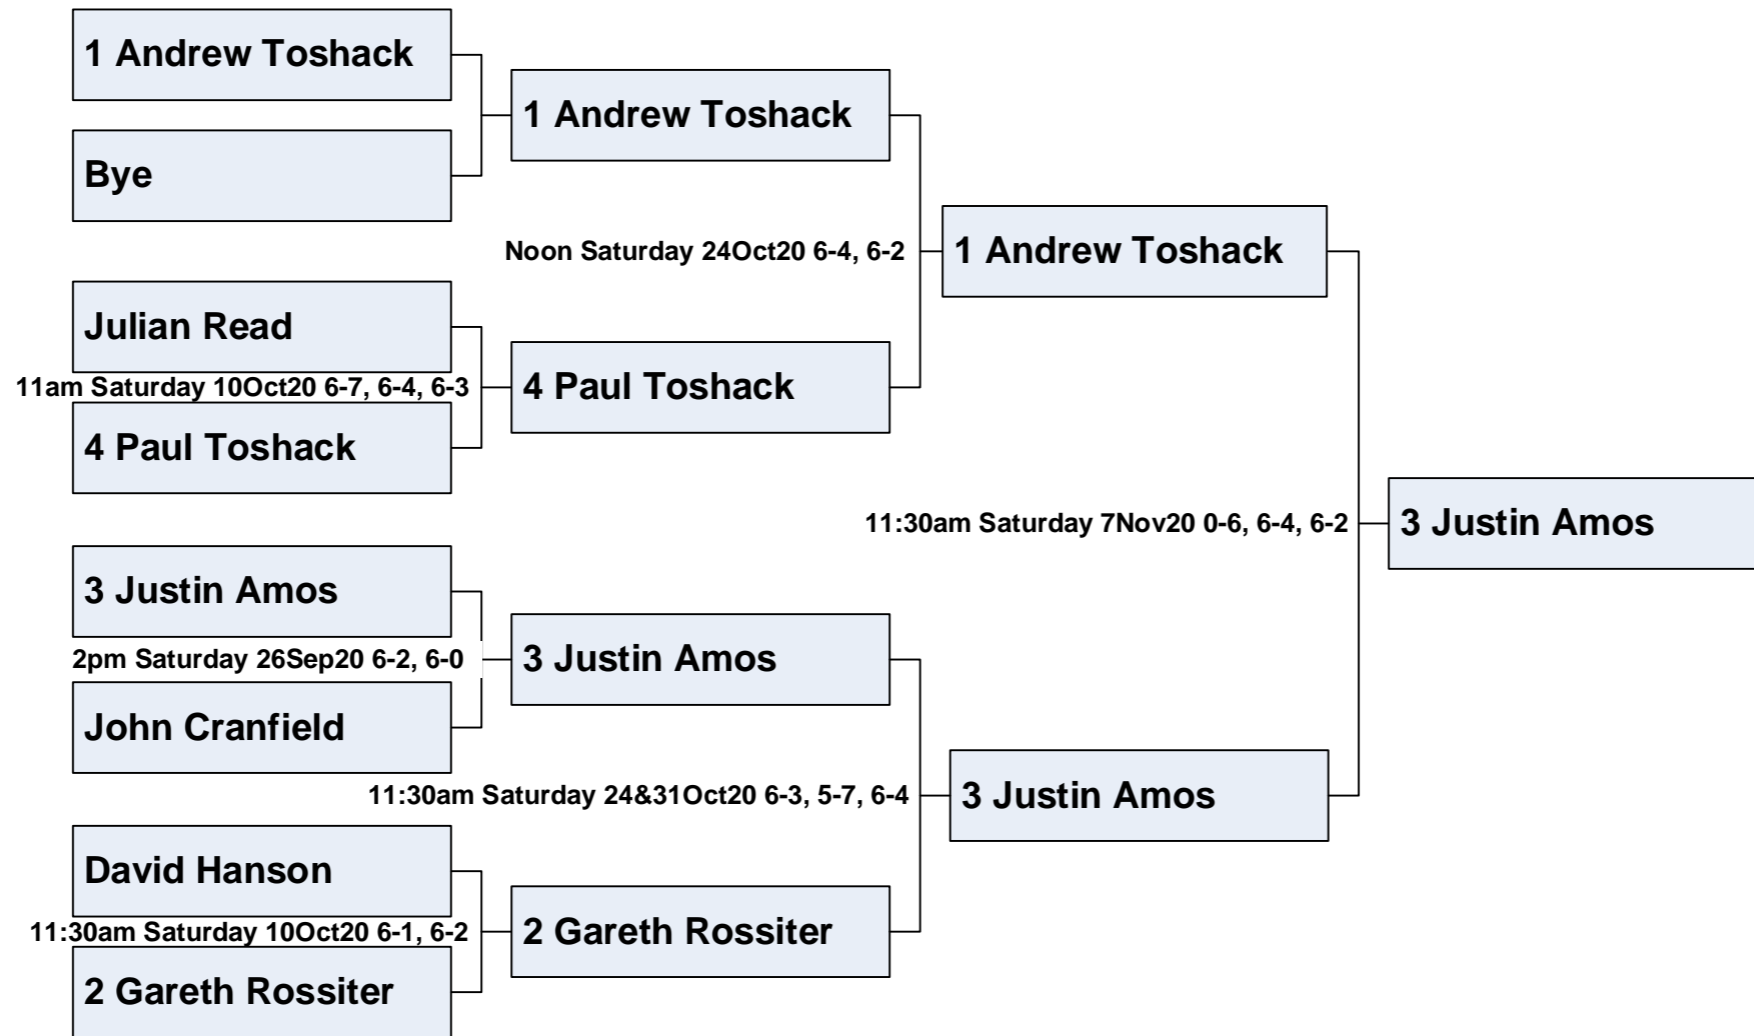 1 Andrew Toshack
1 Andrew Toshack
Bye
Noon Saturday 24Oct20 6-4, 6-2
1 Andrew Toshack
Julian Read
11am Saturday 10Oct20 6-7, 6-4, 6-3
4 Paul Toshack
4 Paul Toshack
11:30am Saturday 7Nov20 0-6, 6-4, 6-2
3 Justin Amos
3 Justin Amos
2pm Saturday 26Sep20 6-2, 6-0
3 Justin Amos
John Cranfield
11:30am Saturday 24&31Oct20 6-3, 5-7, 6-4
3 Justin Amos
David Hanson
11:30am Saturday 10Oct20 6-1, 6-2
2 Gareth Rossiter
2 Gareth Rossiter